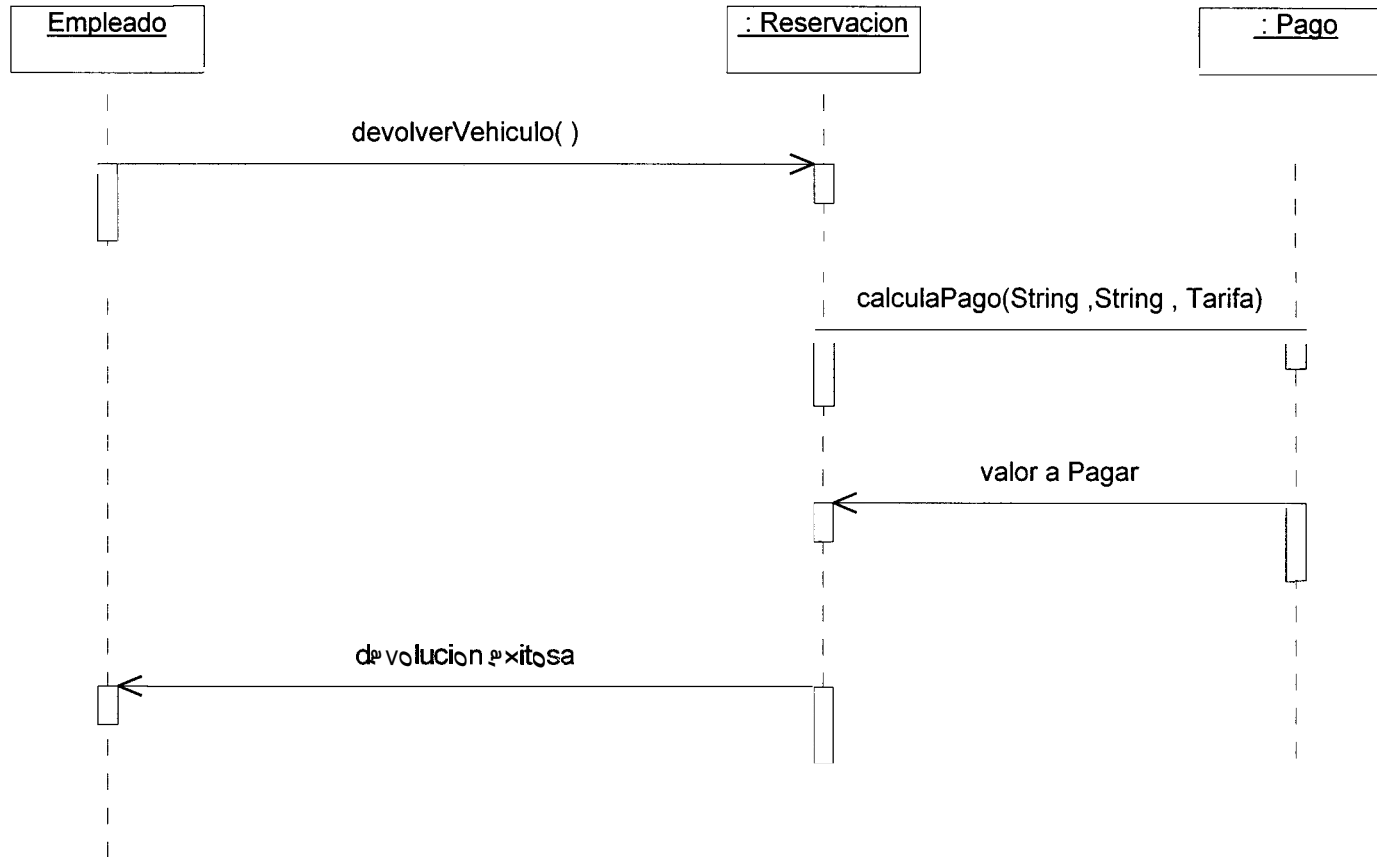 Empleado
: Reservacion
: Pago
devolverVehiculo( )
calculaPago(String ,String , Tarifa)
valor a Pagar
devolucion exitosa